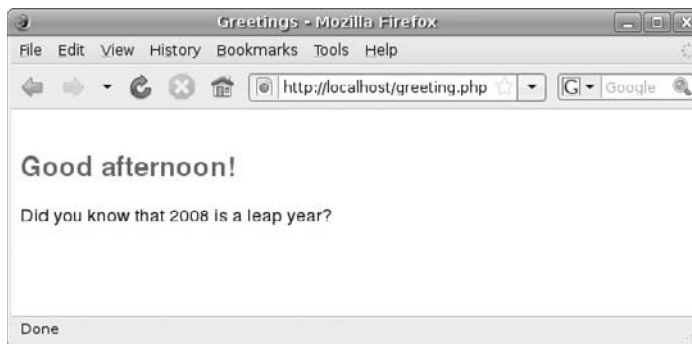 Greetings - Mozilla Firefox
File Edit View History Bookmarks Tools Help
http://localhost/greeting.php G Google
Good afternoon!
Did you know that 2008 is a leap year?
Done